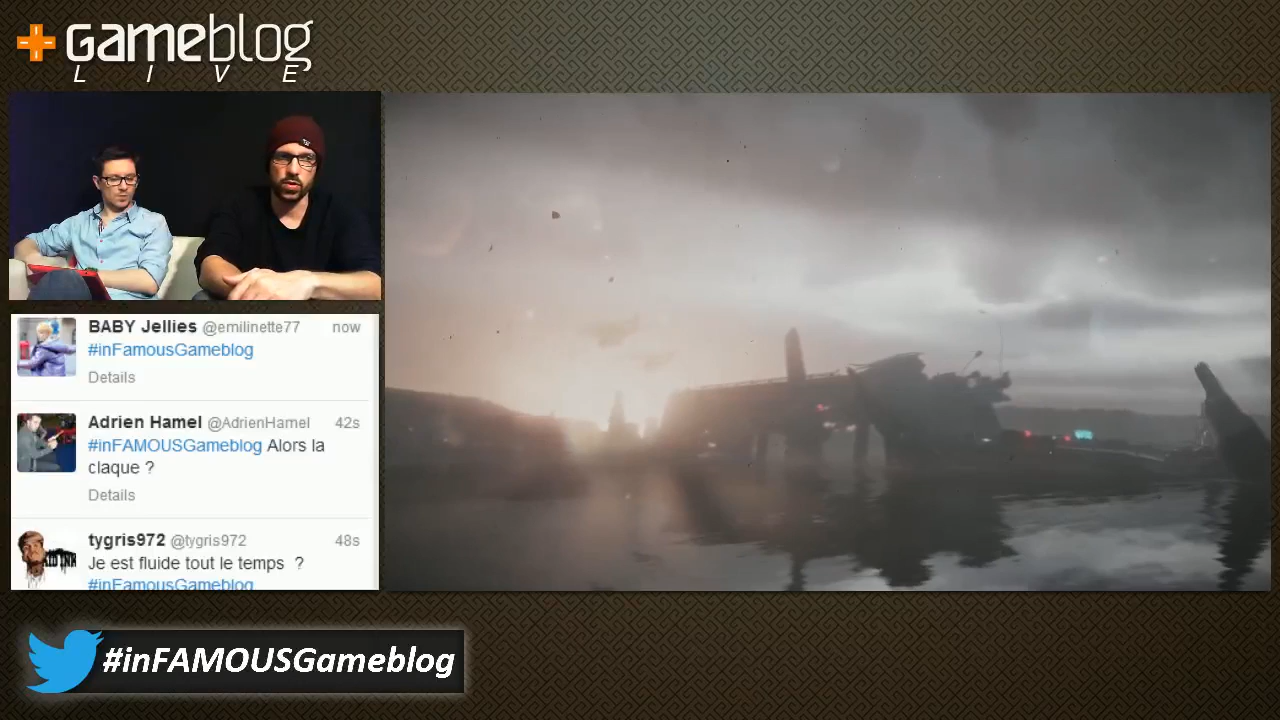 Gameblog
LIVE
BABY Jellies @emilinette77 now
#inFamousGameblog
Details
Adrien Hamel @AdrienHamel 42s
#inFAMOUSGameblog Alors la
claque ?
Details
tygris972 @tygris972 48s
Je est fluide tout le temps ?
#inFamousGameblog
#inFAMOUSGameblog